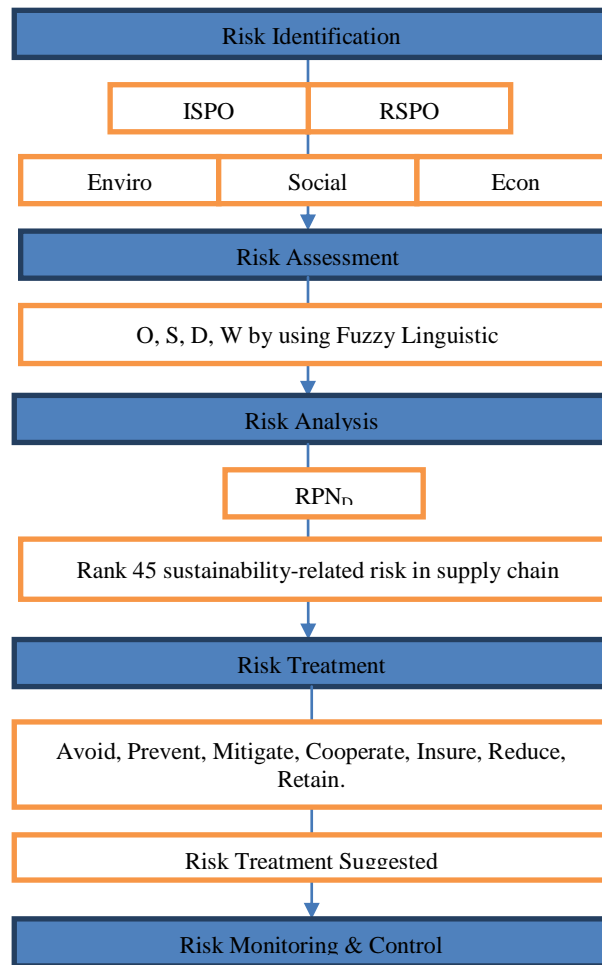 Risk Identification
ISPO
RSPO
Enviro
Social
Econ
Risk Assessment
O, S, D, W by using Fuzzy Linguistic
Risk Analysis
RPN_D
Rank 45 sustainability-related risk in supply chain
Risk Treatment
Avoid, Prevent, Mitigate, Cooperate, Insure, Reduce,
Retain.
Risk Treatment Suggested
Risk Monitoring & Control